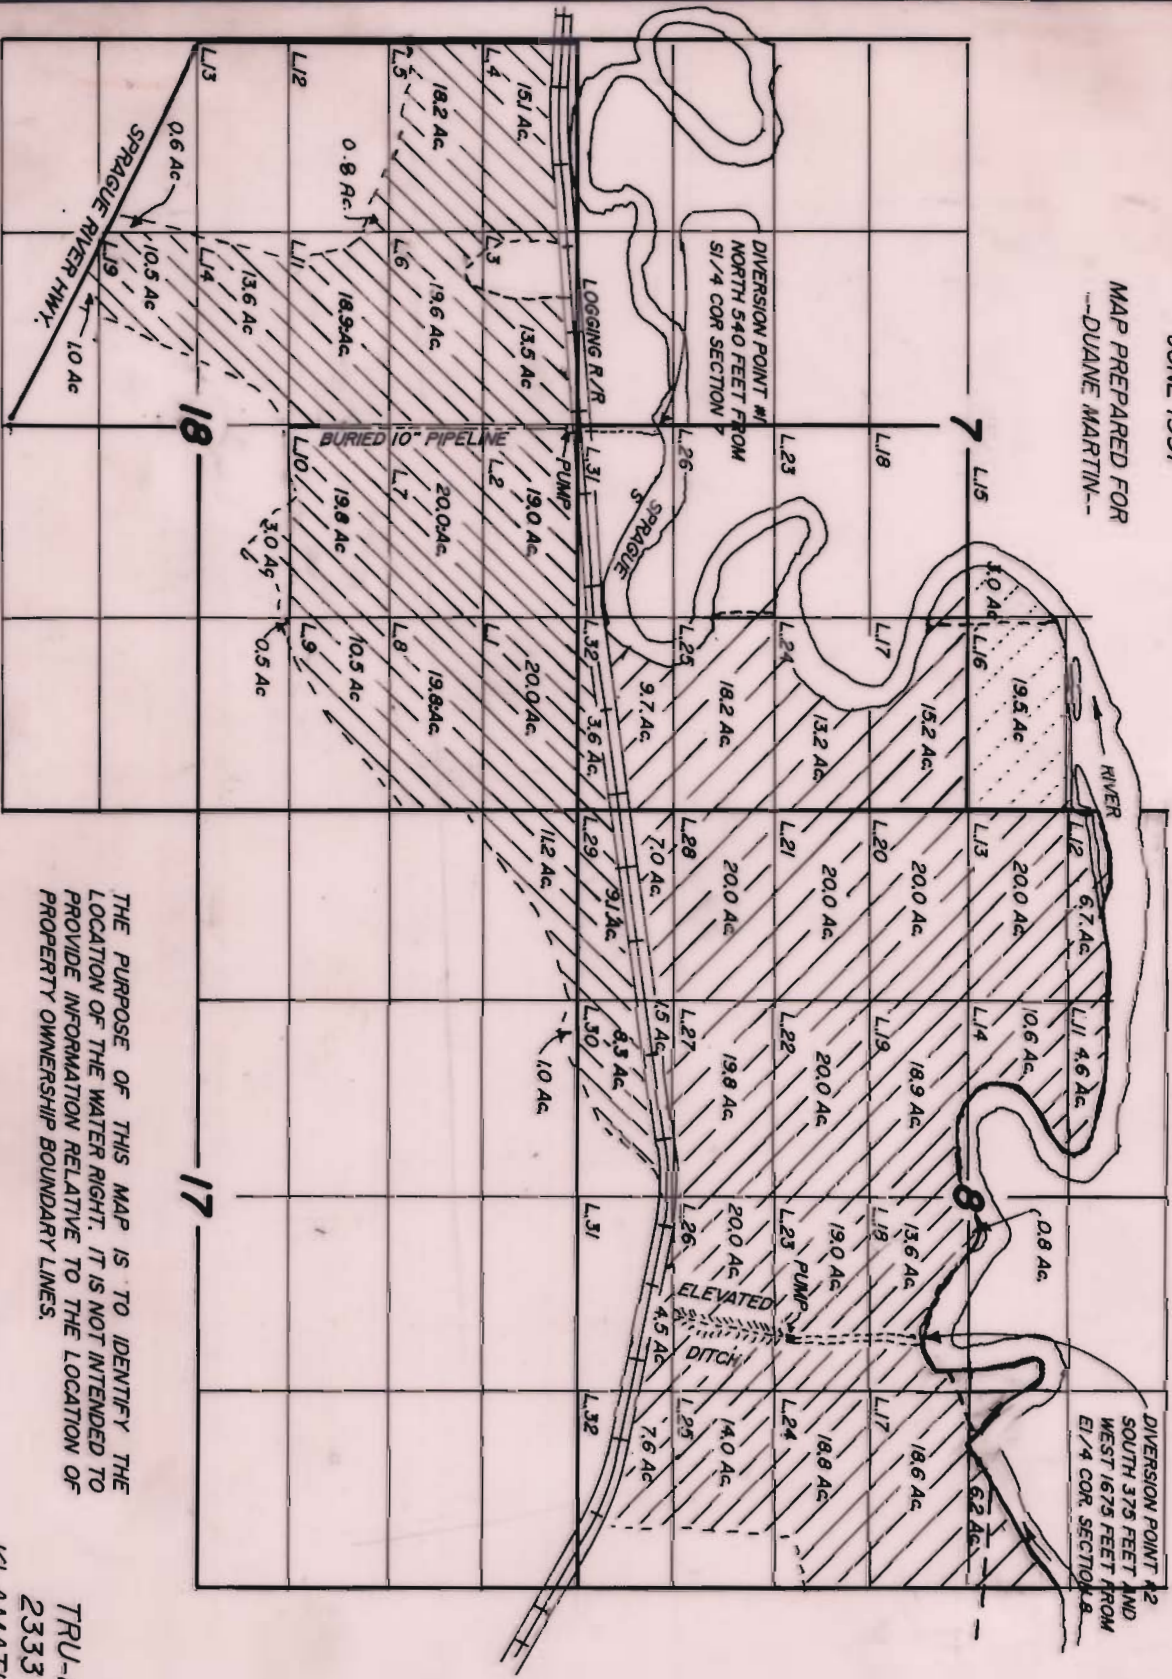 MAP PREPARED FOR
--DUANE MARTIN--
DIVERSION POINT #2
SOUTH 375 FEET AND
WEST 1675 FEET FROM
E1/4 COR. SECTION 8
RIVER
7
L.15
L.16
3.0 Ac.
19.5 Ac
L.12
6.7 Ac.
L.11
4.6 Ac.
L.13
20.0 Ac.
L.14
10.6 Ac.
8
0.8 Ac.
6.2 Ac.
L.18
L.17
15.2 Ac.
L.20
20.0 Ac.
L.19
18.9 Ac.
L.18
13.6 Ac.
L.17
18.6 Ac.
L.23
L.24
13.2 Ac.
L.21
20.0 Ac.
L.22
20.0 Ac.
L.23
19.0 Ac.
PUMP
L.24
18.8 Ac.
DIVERSION POINT #1
NORTH 540 FEET FROM
S1/4 COR SECTION 7
L.26
L.25
18.2 Ac.
L.28
20.0 Ac.
L.27
19.8 Ac.
L.26
20.0 Ac.
ELEVATED
DITCH
L.25
14.0 Ac.
SPRAGUE
LOGGING R/R
L.31
L.32
9.7 Ac.
3.6 Ac.
L.29
7.0 Ac.
9.1 Ac.
L.30
1.5 Ac.
8.3 Ac.
L.31
4.5 Ac.
L.32
7.6 Ac.
L.4
15.1 Ac.
L.3
13.5 Ac
PUMP
L.2
19.0 Ac.
L.1
20.0 Ac.
11.2 Ac.
1.0 Ac.
L.5
18.2 Ac.
0.8 Ac.
L.6
19.6 Ac.
BURIED 10" PIPELINE
L.7
20.0 Ac.
L.8
19.8 Ac.
L.12
L.11
18.9 Ac.
L.10
19.8 Ac
3.0 Ac.
L.9
10.5 Ac
0.5 Ac
L.13
L.14
13.6 Ac
18
17
0.6 Ac
L.19
10.5 Ac
1.0 Ac
SPRAGUE RIVER HWY.
THE PURPOSE OF THIS MAP IS TO IDENTIFY THE
LOCATION OF THE WATER RIGHT. IT IS NOT INTENDED TO
PROVIDE INFORMATION RELATIVE TO THE LOCATION OF
PROPERTY OWNERSHIP BOUNDARY LINES.
TRU-
2333